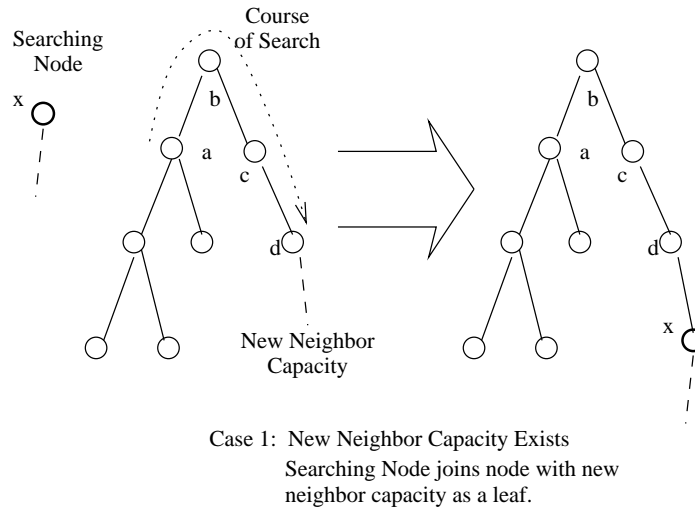 Course
of Search
Searching
Node
x
b
a
c
d
New Neighbor
Capacity
b
a
c
d
x
Case 1: New Neighbor Capacity Exists
Searching Node joins node with new
neighbor capacity as a leaf.